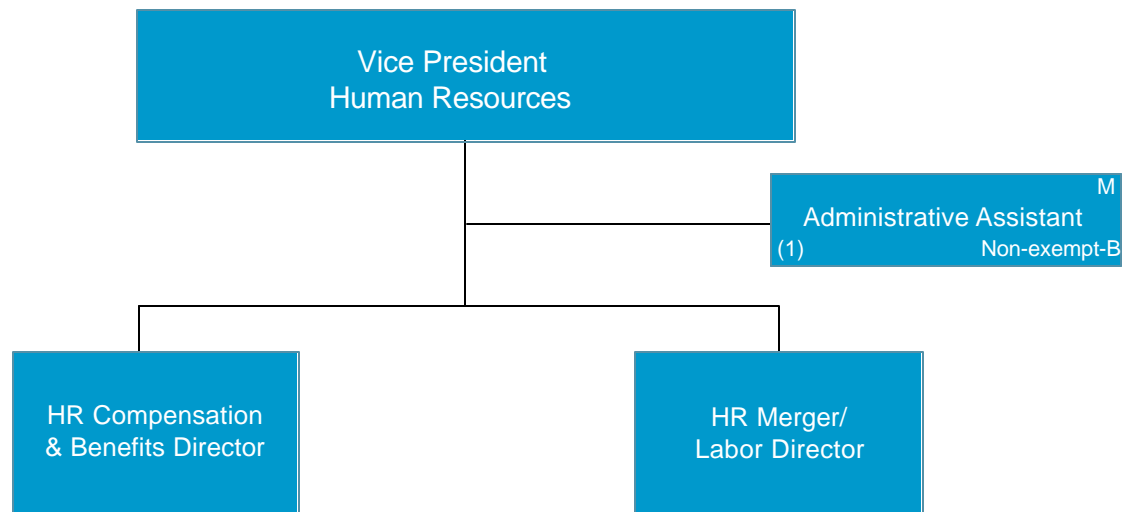 Vice President
Human Resources
M
Administrative Assistant
(1) Non-exempt-B
HR Compensation
& Benefits Director
HR Merger/
Labor Director